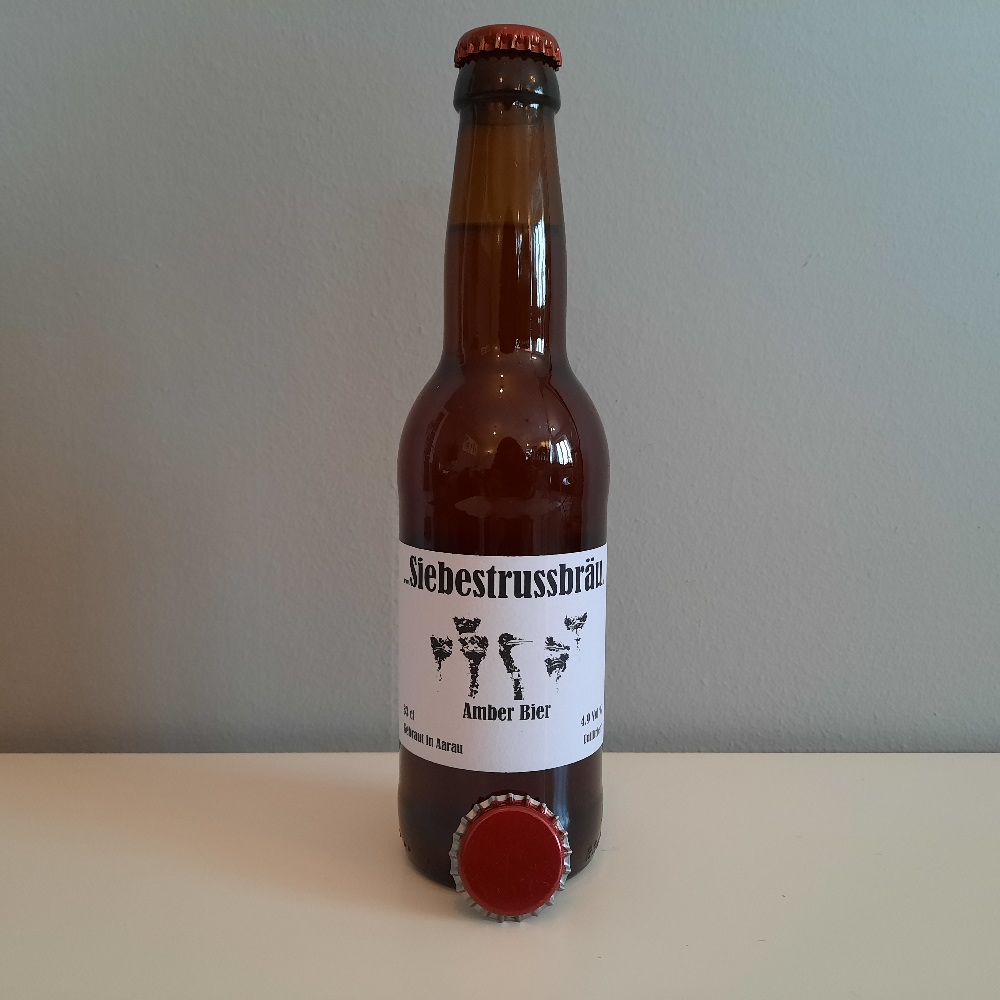 Siebestrussbräu
Amber Bier
33 cl
4.9 Vol %
Gebraut in Aarau